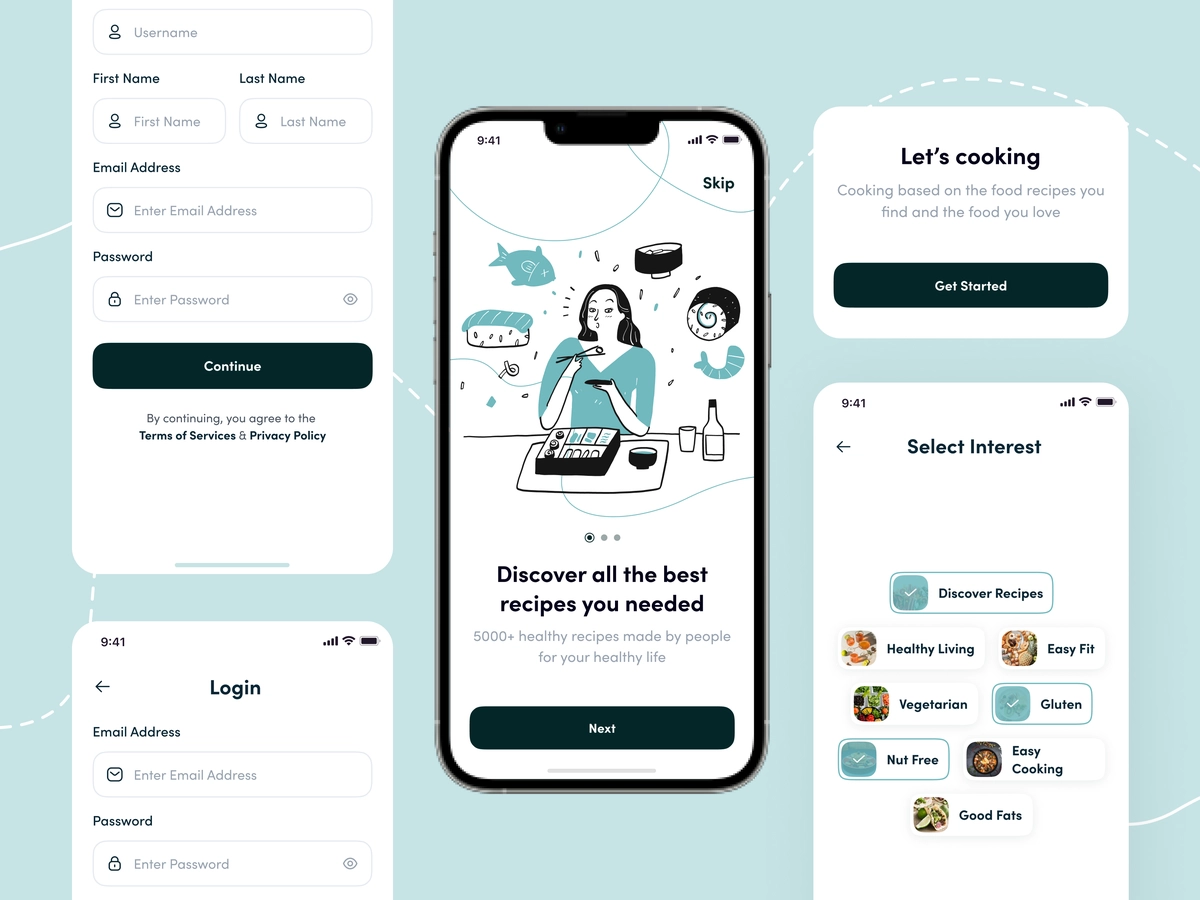 Username
First Name
Last Name
First Name
Last Name
Email Address
Enter Email Address
Password
Enter Password
Continue
By continuing, you agree to the
Terms of Services & Privacy Policy
9:41
Login
Email Address
Enter Email Address
Password
Enter Password
9:41
Skip
Discover all the best
recipes you needed
5000+ healthy recipes made by people
for your healthy life
Next
Let’s cooking
Cooking based on the food recipes you
find and the food you love
Get Started
9:41
Select Interest
Discover Recipes
Healthy Living
Easy Fit
Vegetarian
Gluten
Nut Free
Easy
Cooking
Good Fats